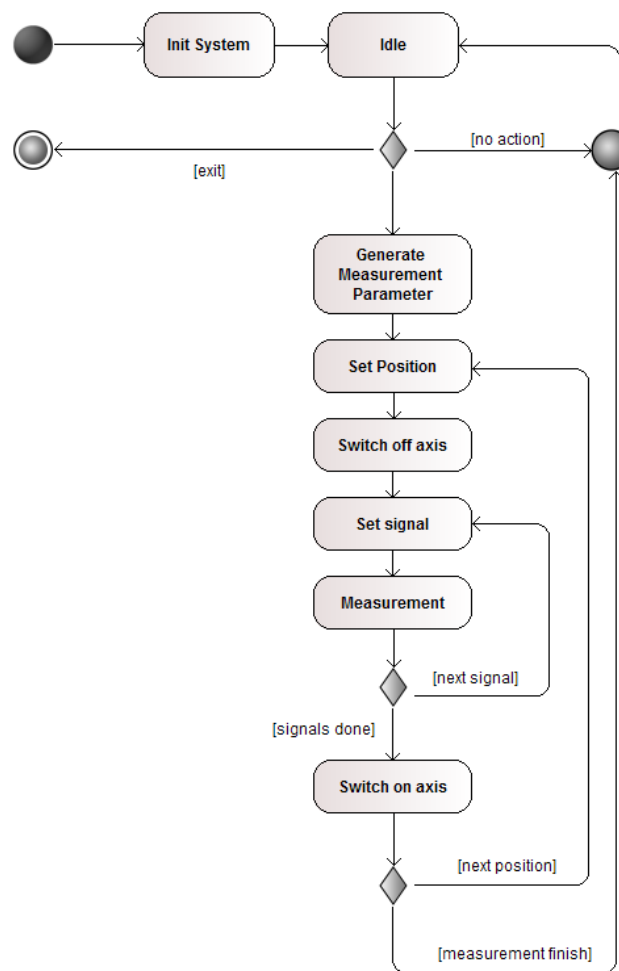 Init System
Idle
[no action]
[exit]
Generate
Measurement
Parameter
Set Position
Switch off axis
Set signal
Measurement
[next signal]
[signals done]
Switch on axis
[next position]
[measurement finish]